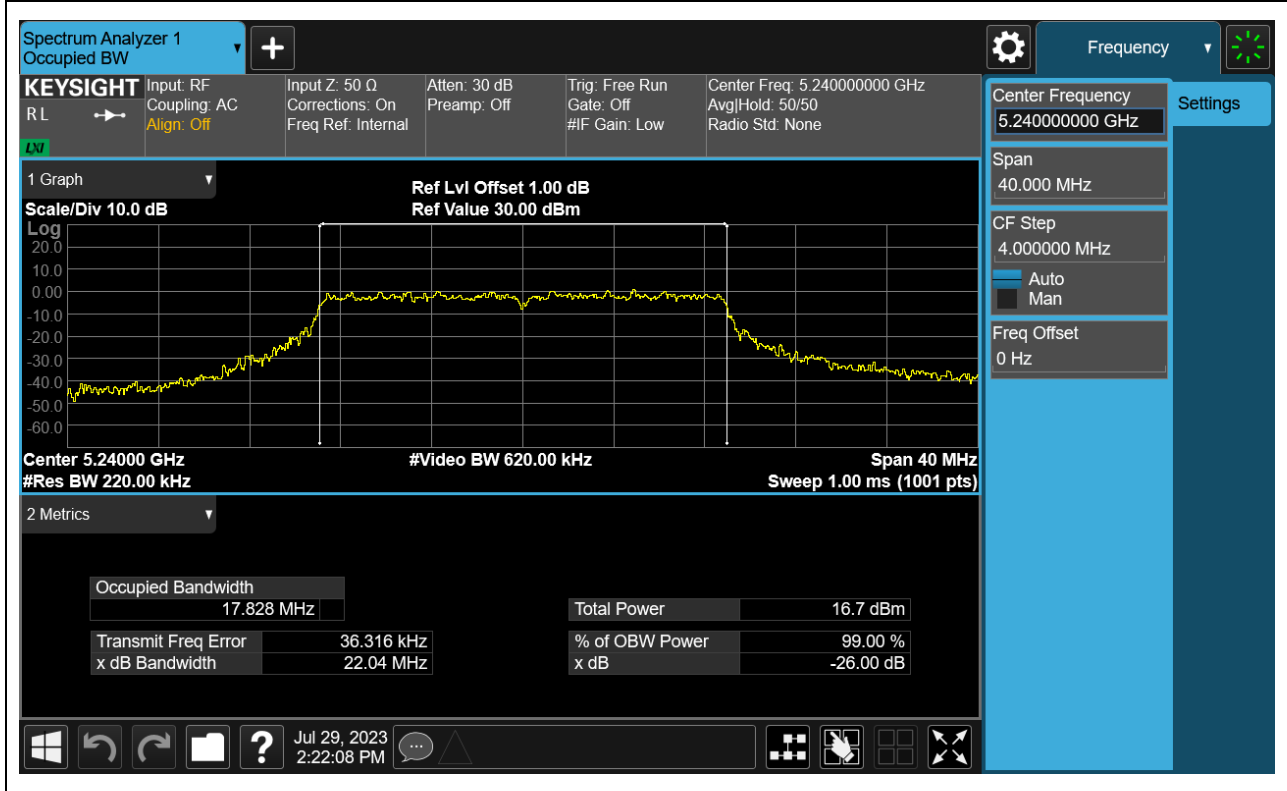 Spectrum Analyzer 1
Occupied BW
Frequency
KEYSIGHT
R L
LXI
Input: RF
Coupling: AC
Align: Off
Input Z: 50 Ω
Corrections: On
Freq Ref: Internal
Atten: 30 dB
Preamp: Off
Trig: Free Run
Gate: Off
#IF Gain: Low
Center Freq: 5.240000000 GHz
Avg|Hold: 50/50
Radio Std: None
Center Frequency
5.240000000 GHz
Settings
Span
40.000 MHz
CF Step
4.000000 MHz
Auto
Man
Freq Offset
0 Hz
1 Graph
Scale/Div 10.0 dB
Ref Lvl Offset 1.00 dB
Ref Value 30.00 dBm
Log
20.0
10.0
0.00
-10.0
-20.0
-30.0
-40.0
-50.0
-60.0
Center 5.24000 GHz
#Video BW 620.00 kHz
Span 40 MHz
#Res BW 220.00 kHz
Sweep 1.00 ms (1001 pts)
2 Metrics
Occupied Bandwidth
17.828 MHz
Total Power 16.7 dBm
Transmit Freq Error 36.316 kHz
% of OBW Power 99.00 %
x dB Bandwidth 22.04 MHz
x dB -26.00 dB
Jul 29, 2023
2:22:08 PM